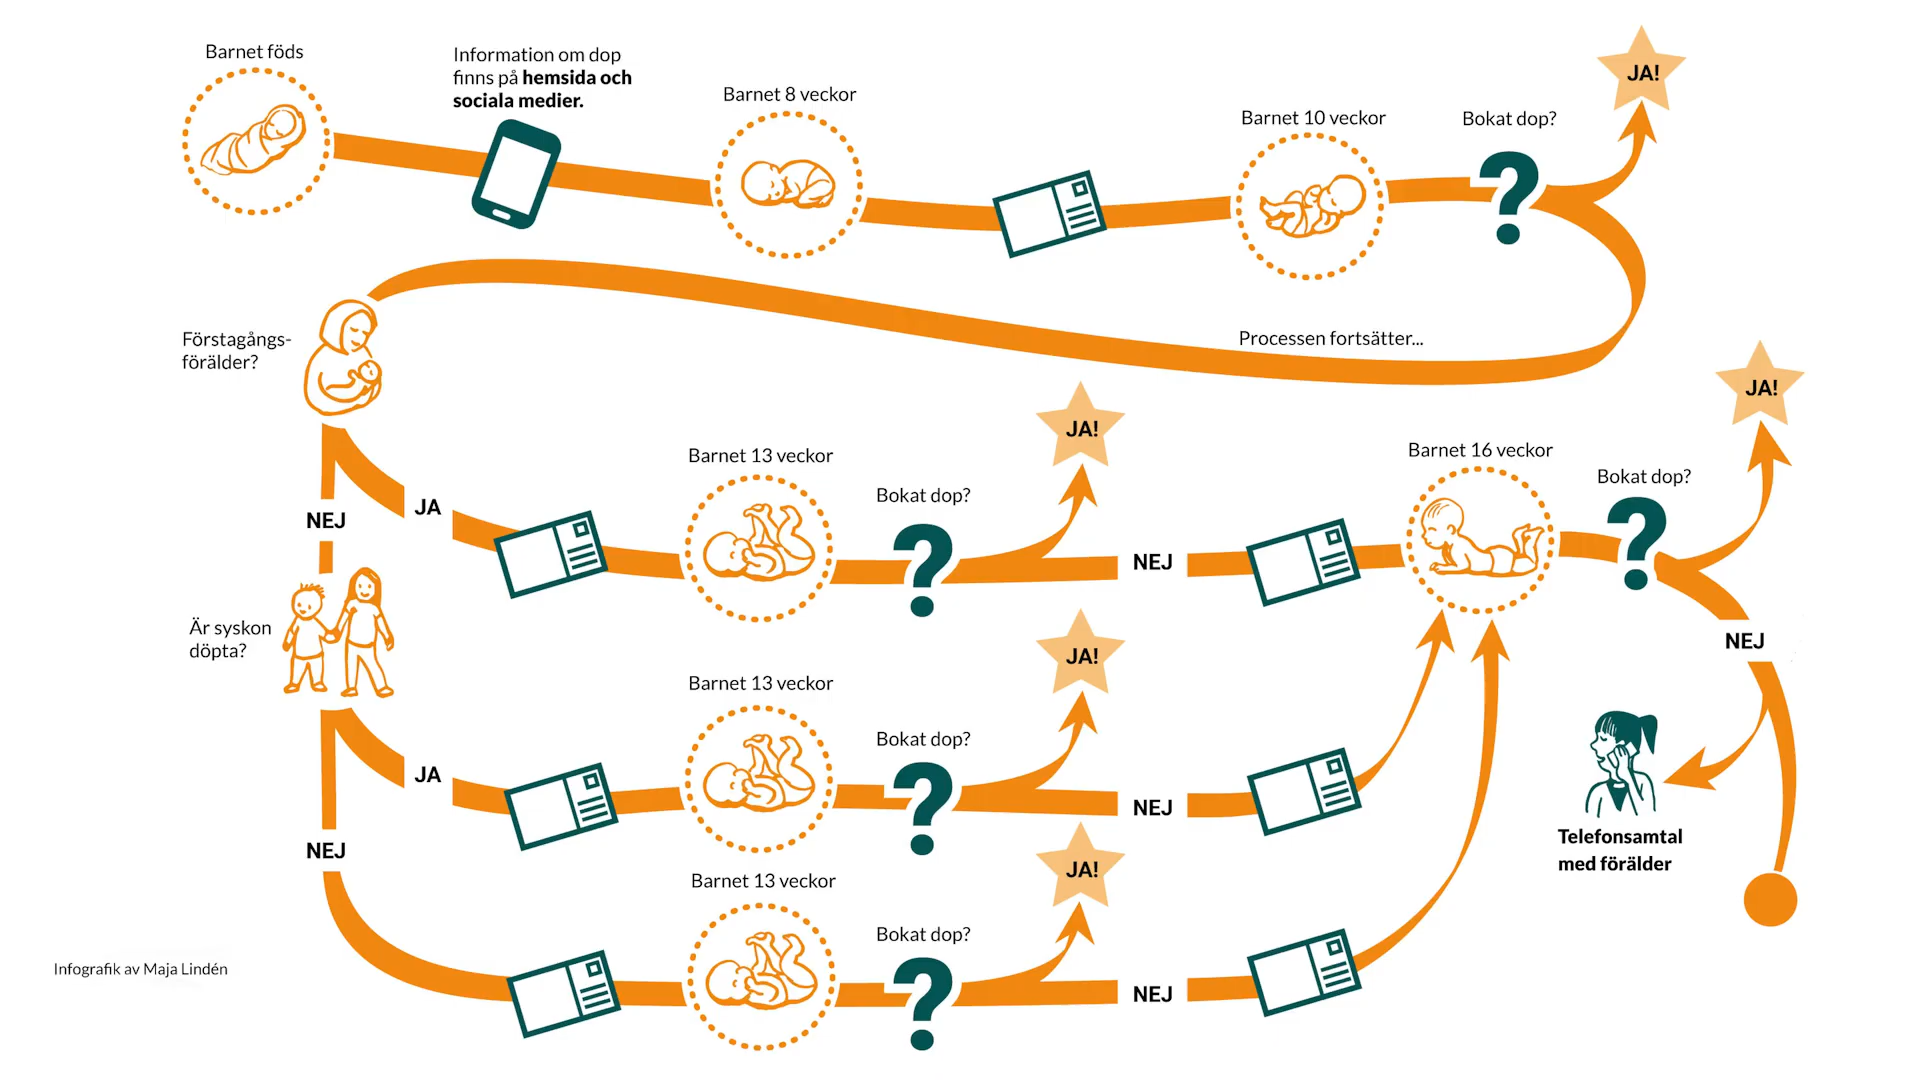 Barnet föds
Information om dop
finns på hemsida och
sociala medier.
Barnet 8 veckor
Barnet 10 veckor
Bokat dop?
JA!
Processen fortsätter...
Förstagångs-
förälder?
JA
NEJ
Barnet 13 veckor
Bokat dop?
JA!
NEJ
Barnet 16 veckor
Bokat dop?
JA!
NEJ
Telefonsamtal
med förälder
Är syskon
döpta?
JA
NEJ
Barnet 13 veckor
Bokat dop?
JA!
NEJ
Barnet 13 veckor
Bokat dop?
JA!
NEJ
Infografik av Maja Lindén